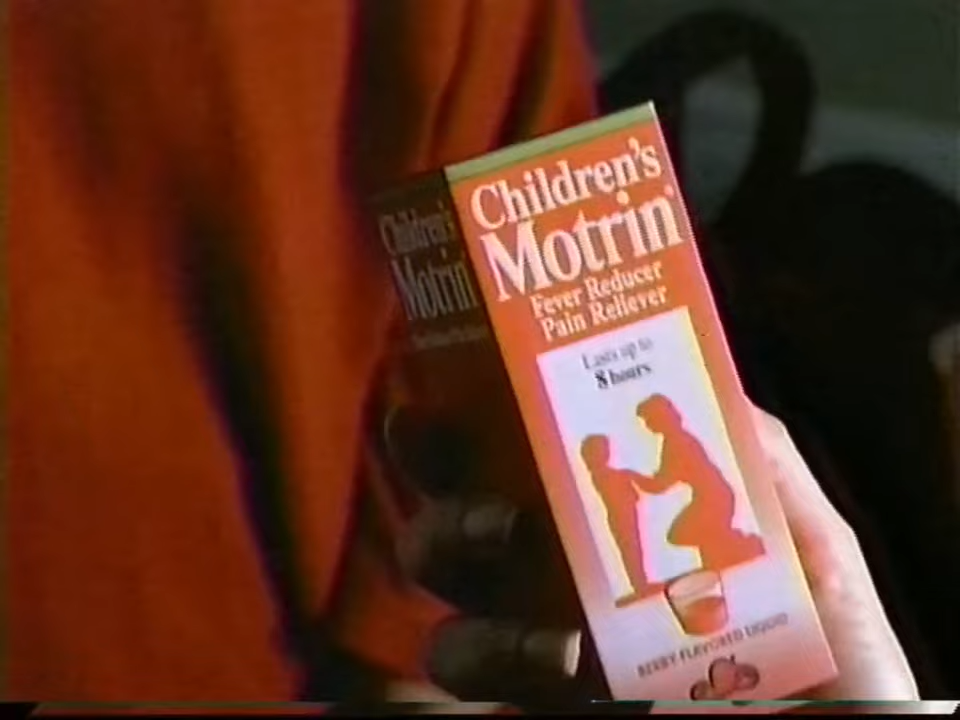 Children's
Motrin®
Fever Reducer
Pain Reliever
Lasts up to
8 hours
BERRY FLAVORED LIQUID
Children's
Motrin